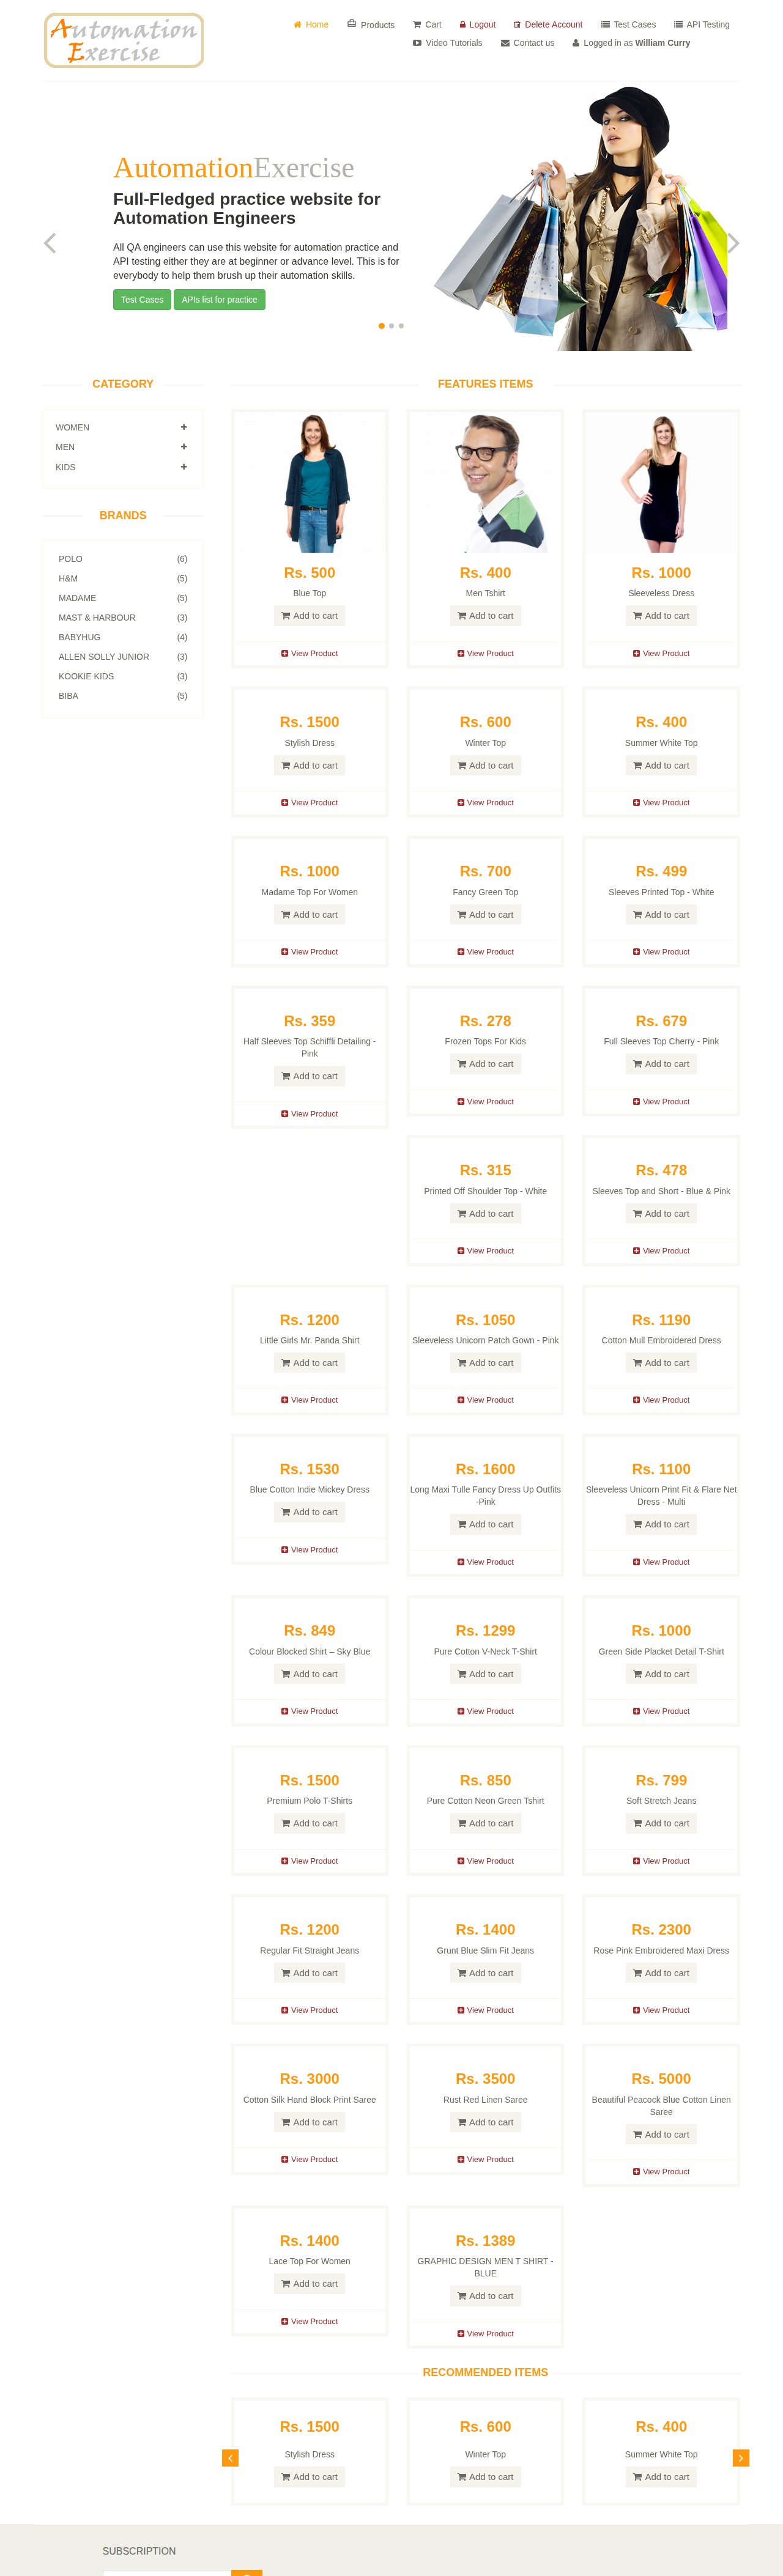 Automation
Exercise
Home
Products
Cart
Logout
Delete Account
Test Cases
API Testing
Video Tutorials
Contact us
Logged in as William Curry
AutomationExercise
Full-Fledged practice website for
Automation Engineers
All QA engineers can use this website for automation practice and
API testing either they are at beginner or advance level. This is for
everybody to help them brush up their automation skills.
Test Cases
APIs list for practice
CATEGORY
WOMEN
MEN
KIDS
BRANDS
POLO (6)
H&M (5)
MADAME (5)
MAST & HARBOUR (3)
BABYHUG (4)
ALLEN SOLLY JUNIOR (3)
KOOKIE KIDS (3)
BIBA (5)
FEATURES ITEMS
Rs. 500
Blue Top
Add to cart
View Product
Rs. 400
Men Tshirt
Add to cart
View Product
Rs. 1000
Sleeveless Dress
Add to cart
View Product
Rs. 1500
Stylish Dress
Add to cart
View Product
Rs. 600
Winter Top
Add to cart
View Product
Rs. 400
Summer White Top
Add to cart
View Product
Rs. 1000
Madame Top For Women
Add to cart
View Product
Rs. 700
Fancy Green Top
Add to cart
View Product
Rs. 499
Sleeves Printed Top - White
Add to cart
View Product
Rs. 359
Half Sleeves Top Schiffli Detailing -
Pink
Add to cart
View Product
Rs. 278
Frozen Tops For Kids
Add to cart
View Product
Rs. 679
Full Sleeves Top Cherry - Pink
Add to cart
View Product
Rs. 315
Printed Off Shoulder Top - White
Add to cart
View Product
Rs. 478
Sleeves Top and Short - Blue & Pink
Add to cart
View Product
Rs. 1200
Little Girls Mr. Panda Shirt
Add to cart
View Product
Rs. 1050
Sleeveless Unicorn Patch Gown - Pink
Add to cart
View Product
Rs. 1190
Cotton Mull Embroidered Dress
Add to cart
View Product
Rs. 1530
Blue Cotton Indie Mickey Dress
Add to cart
View Product
Rs. 1600
Long Maxi Tulle Fancy Dress Up Outfits
-Pink
Add to cart
View Product
Rs. 1100
Sleeveless Unicorn Print Fit & Flare Net
Dress - Multi
Add to cart
View Product
Rs. 849
Colour Blocked Shirt – Sky Blue
Add to cart
View Product
Rs. 1299
Pure Cotton V-Neck T-Shirt
Add to cart
View Product
Rs. 1000
Green Side Placket Detail T-Shirt
Add to cart
View Product
Rs. 1500
Premium Polo T-Shirts
Add to cart
View Product
Rs. 850
Pure Cotton Neon Green Tshirt
Add to cart
View Product
Rs. 799
Soft Stretch Jeans
Add to cart
View Product
Rs. 1200
Regular Fit Straight Jeans
Add to cart
View Product
Rs. 1400
Grunt Blue Slim Fit Jeans
Add to cart
View Product
Rs. 2300
Rose Pink Embroidered Maxi Dress
Add to cart
View Product
Rs. 3000
Cotton Silk Hand Block Print Saree
Add to cart
View Product
Rs. 3500
Rust Red Linen Saree
Add to cart
View Product
Rs. 5000
Beautiful Peacock Blue Cotton Linen
Saree
Add to cart
View Product
Rs. 1400
Lace Top For Women
Add to cart
View Product
Rs. 1389
GRAPHIC DESIGN MEN T SHIRT -
BLUE
Add to cart
View Product
RECOMMENDED ITEMS
Rs. 1500
Stylish Dress
Add to cart
Rs. 600
Winter Top
Add to cart
Rs. 400
Summer White Top
Add to cart
SUBSCRIPTION